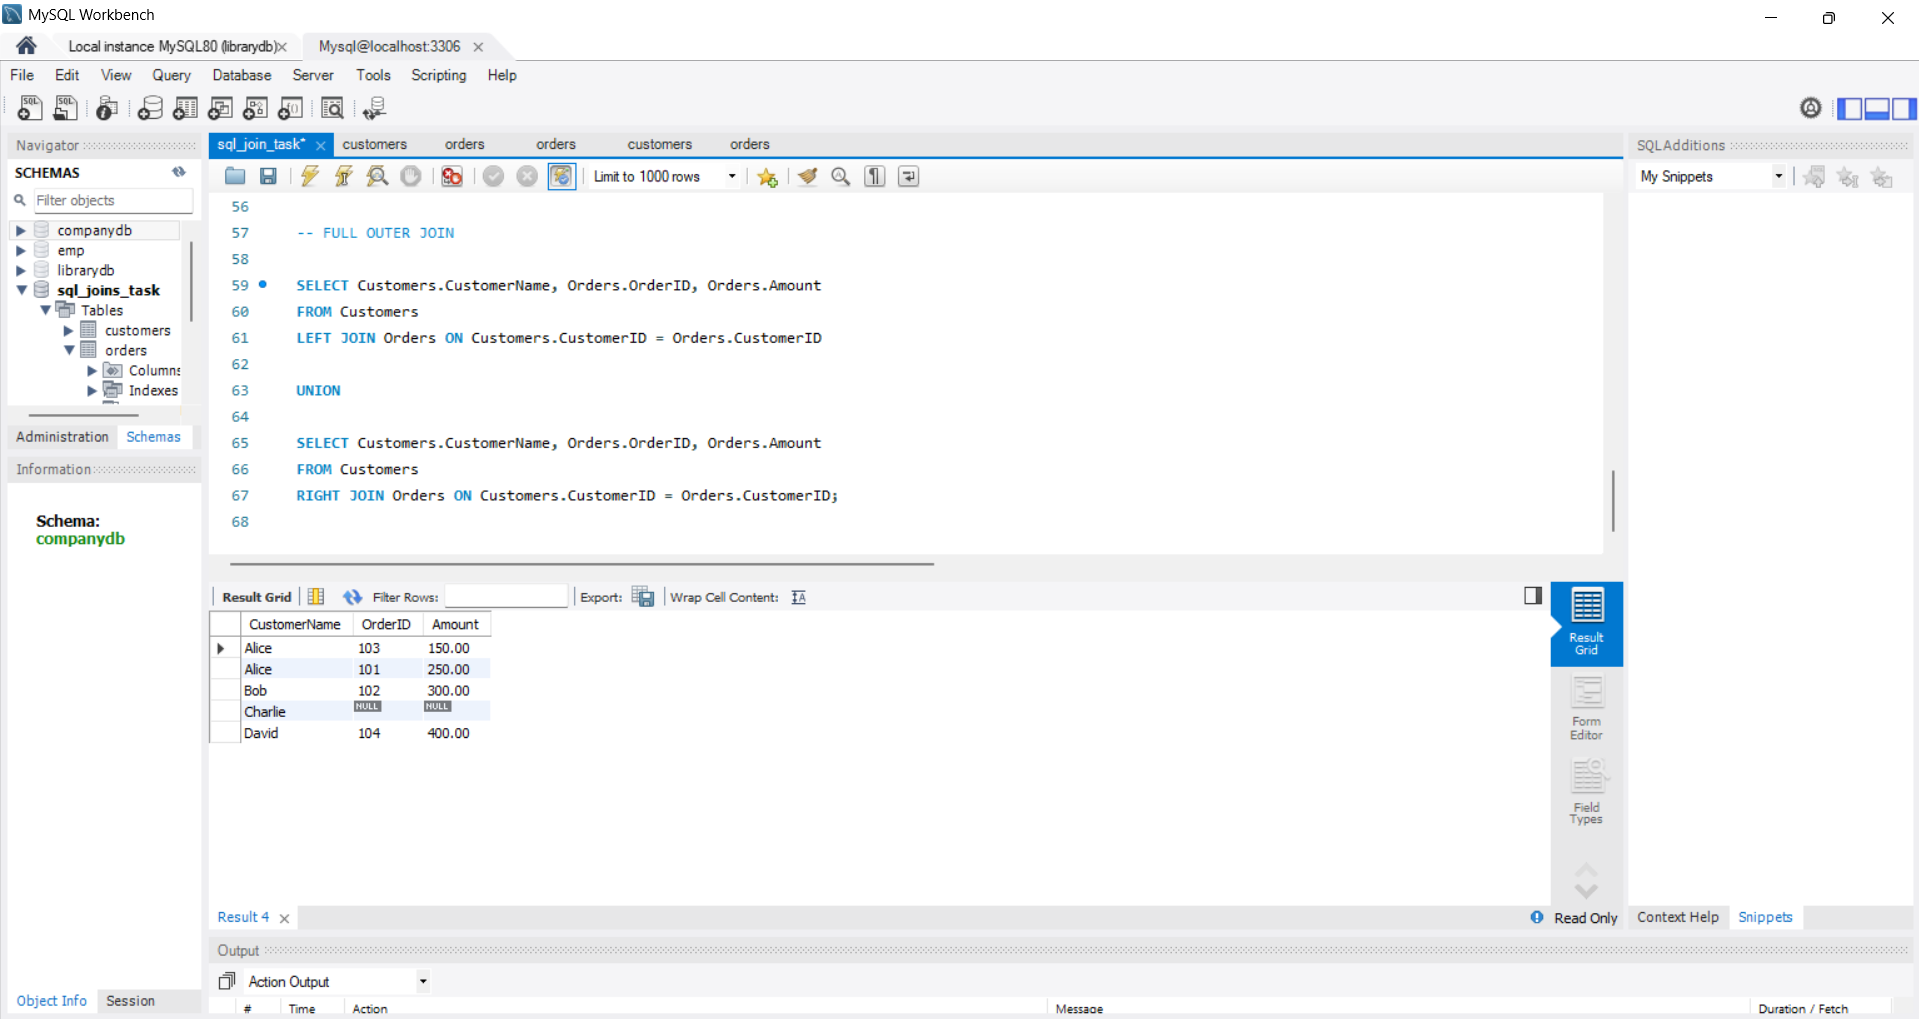 MySQL Workbench
Local instance MySQL80 (librarydb)
Mysql@localhost:3306
File Edit View Query Database Server Tools Scripting Help
Navigator
SCHEMAS
Filter objects
companydb
emp
librarydb
sql_joins_task
Tables
customers
orders
Columns
Indexes
Administration Schemas
Information
Schema:
companydb
Object Info Session
sql_join_task* customers orders orders customers orders
Limit to 1000 rows
56
57 -- FULL OUTER JOIN
58
59 SELECT Customers.CustomerName, Orders.OrderID, Orders.Amount
60 FROM Customers
61 LEFT JOIN Orders ON Customers.CustomerID = Orders.CustomerID
62
63 UNION
64
65 SELECT Customers.CustomerName, Orders.OrderID, Orders.Amount
66 FROM Customers
67 RIGHT JOIN Orders ON Customers.CustomerID = Orders.CustomerID;
68
Result Grid Filter Rows: Export: Wrap Cell Content:
CustomerName OrderID Amount
Alice 103 150.00
Alice 101 250.00
Bob 102 300.00
Charlie NULL NULL
David 104 400.00
Result
Grid
Form
Editor
Field
Types
Result 4
Read Only
Output
Action Output
# Time Action Message Duration / Fetch
SQLAdditions
My Snippets
Context Help Snippets